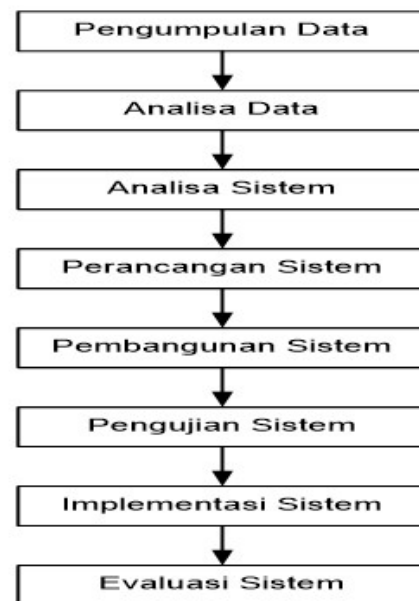 Pengumpulan Data
Analisa Data
Analisa Sistem
Perancangan Sistem
Pembangunan Sistem
Pengujian Sistem
Implementasi Sistem
Evaluasi Sistem